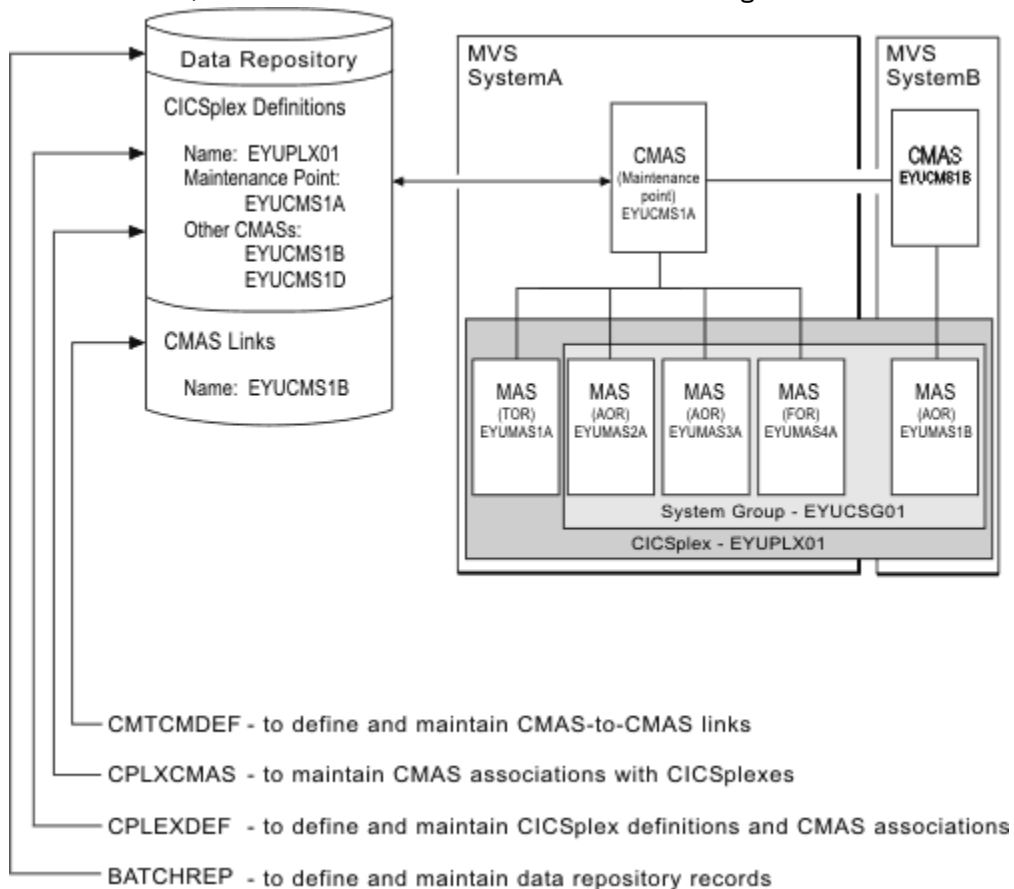 Data Repository
CICSplex Definitions
Name: EYUPLX01
Maintenance Point:
EYUCMS1A
Other CMASs:
EYUCMS1B
EYUCMS1D
CMAS Links
Name: EYUCMS1B
MVS
SystemA
CMAS
(Maintenance
point)
EYUCMS1A
MVS
SystemB
CMAS
EYUCMS1B
MAS
(TOR)
EYUMAS1A
MAS
(AOR)
EYUMAS2A
MAS
(AOR)
EYUMAS3A
MAS
(FOR)
EYUMAS4A
MAS
(AOR)
EYUMAS1B
System Group - EYUCSG01
CICSplex - EYUPLX01
CMTCMDEF - to define and maintain CMAS-to-CMAS links
CPLXCMAS - to maintain CMAS associations with CICSplexes
CPLEXDEF - to define and maintain CICSplex definitions and CMAS associations
BATCHREP - to define and maintain data repository records